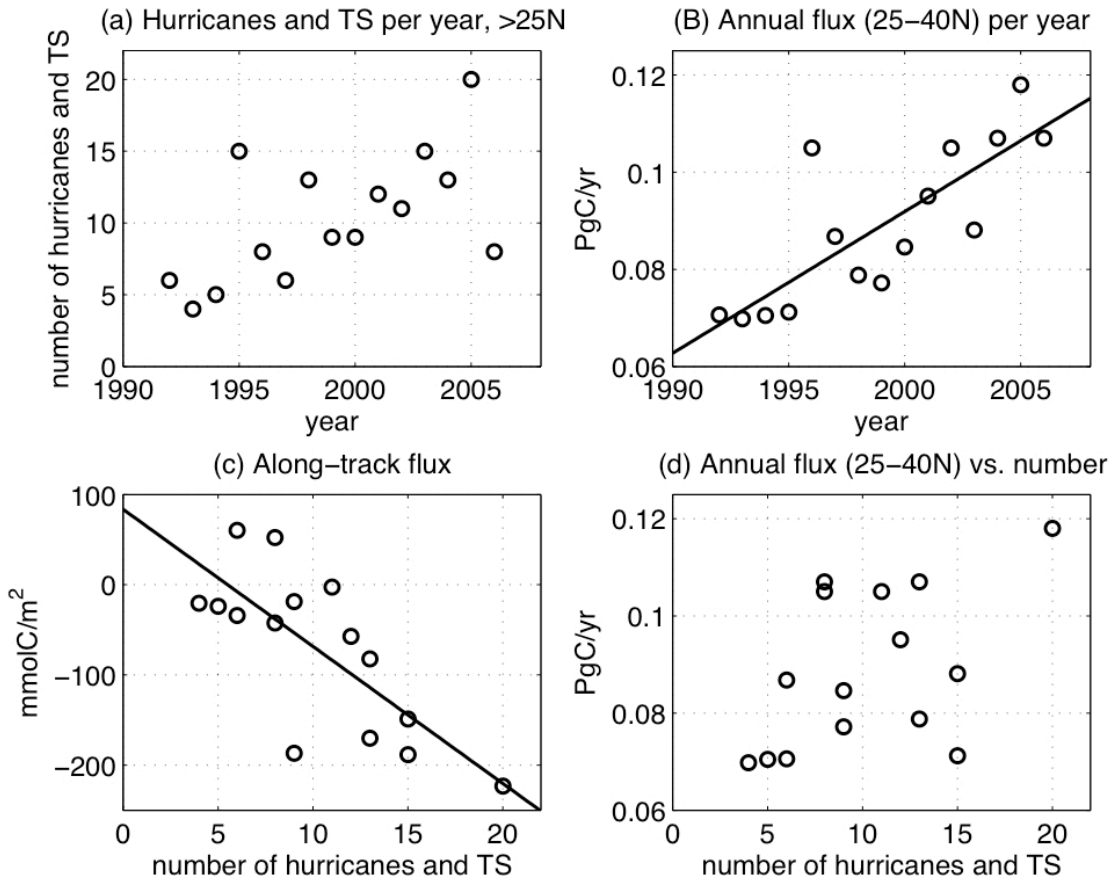 (a) Hurricanes and TS per year, >25N
number of hurricanes and TS
20
15
10
5
0
1990 1995 2000 2005
year
(B) Annual flux (25−40N) per year
PgC/yr
0.12
0.1
0.08
0.06
1990 1995 2000 2005
year
(c) Along−track flux
mmolC/m²
100
0
−100
−200
0 5 10 15 20
number of hurricanes and TS
(d) Annual flux (25−40N) vs. number
PgC/yr
0.12
0.1
0.08
0.06
0 5 10 15 20
number of hurricanes and TS